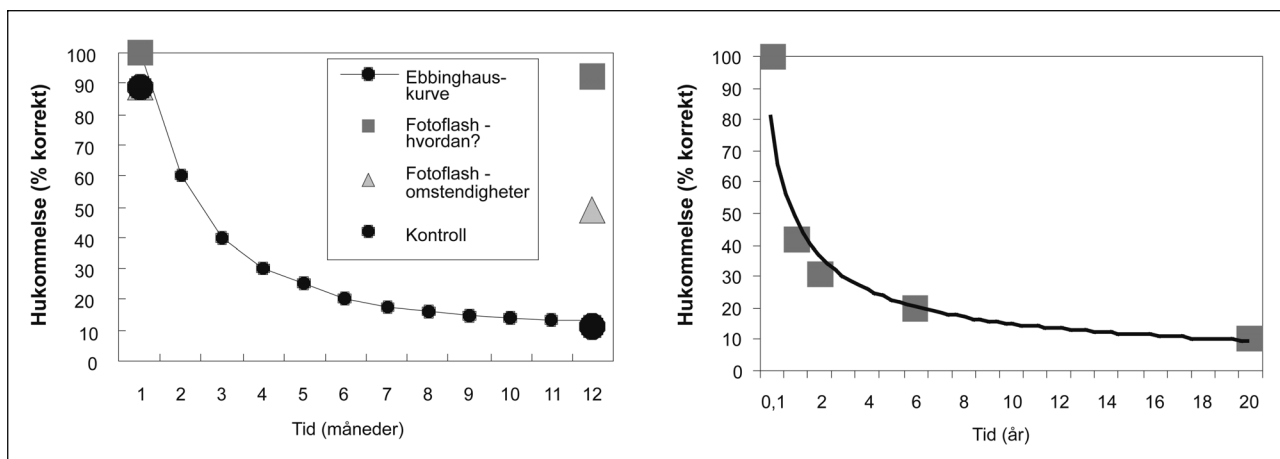 Hukommelse (% korrekt)
100
90
80
70
60
50
40
30
20
10
0
Ebbinghaus-
kurve
Fotoflash -
hvordan?
Fotoflash -
omstendigheter
Kontroll
1 2 3 4 5 6 7 8 9 10 11 12
Tid (måneder)
Hukommelse (% korrekt)
100
90
80
70
60
50
40
30
20
10
0
0,1 2 4 6 8 10 12 14 16 18 20
Tid (år)